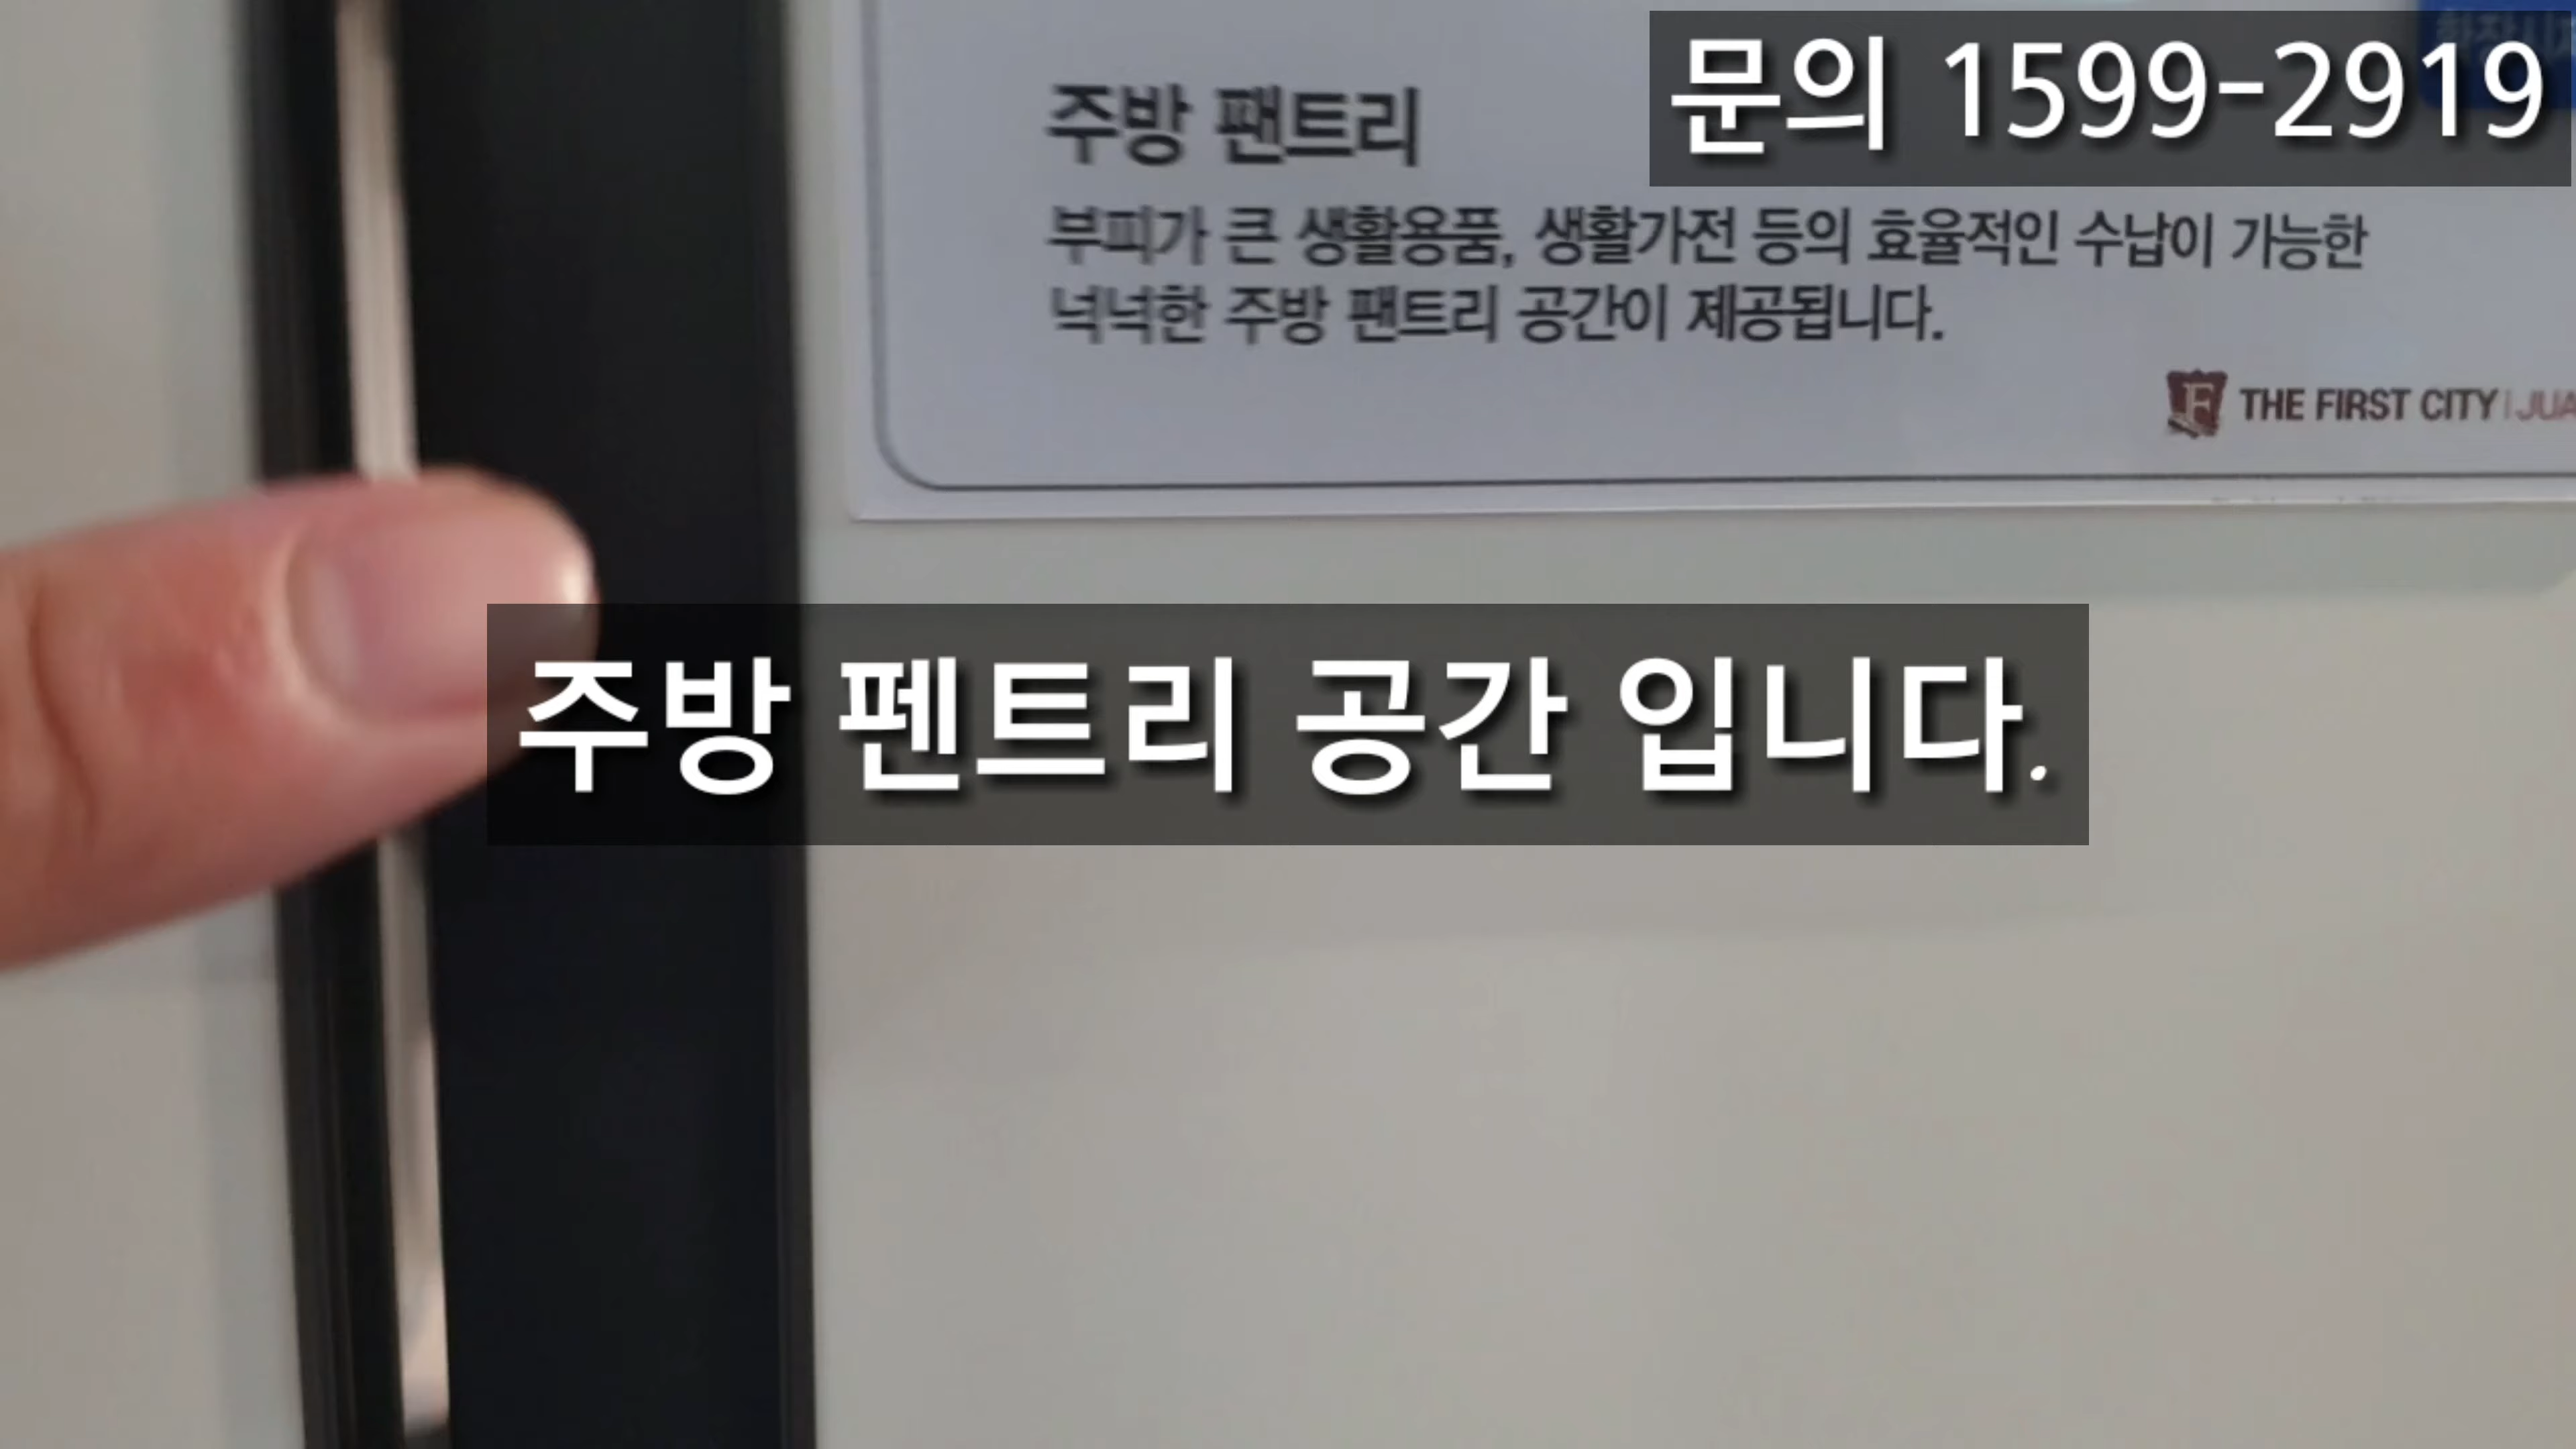 문의 1599-2919
주방 팬트리
부피가 큰 생활용품, 생활가전 등의 효율적인 수납이 가능한
넉넉한 주방 팬트리 공간이 제공됩니다.
THE FIRST CITY
주방 펜트리 공간 입니다.